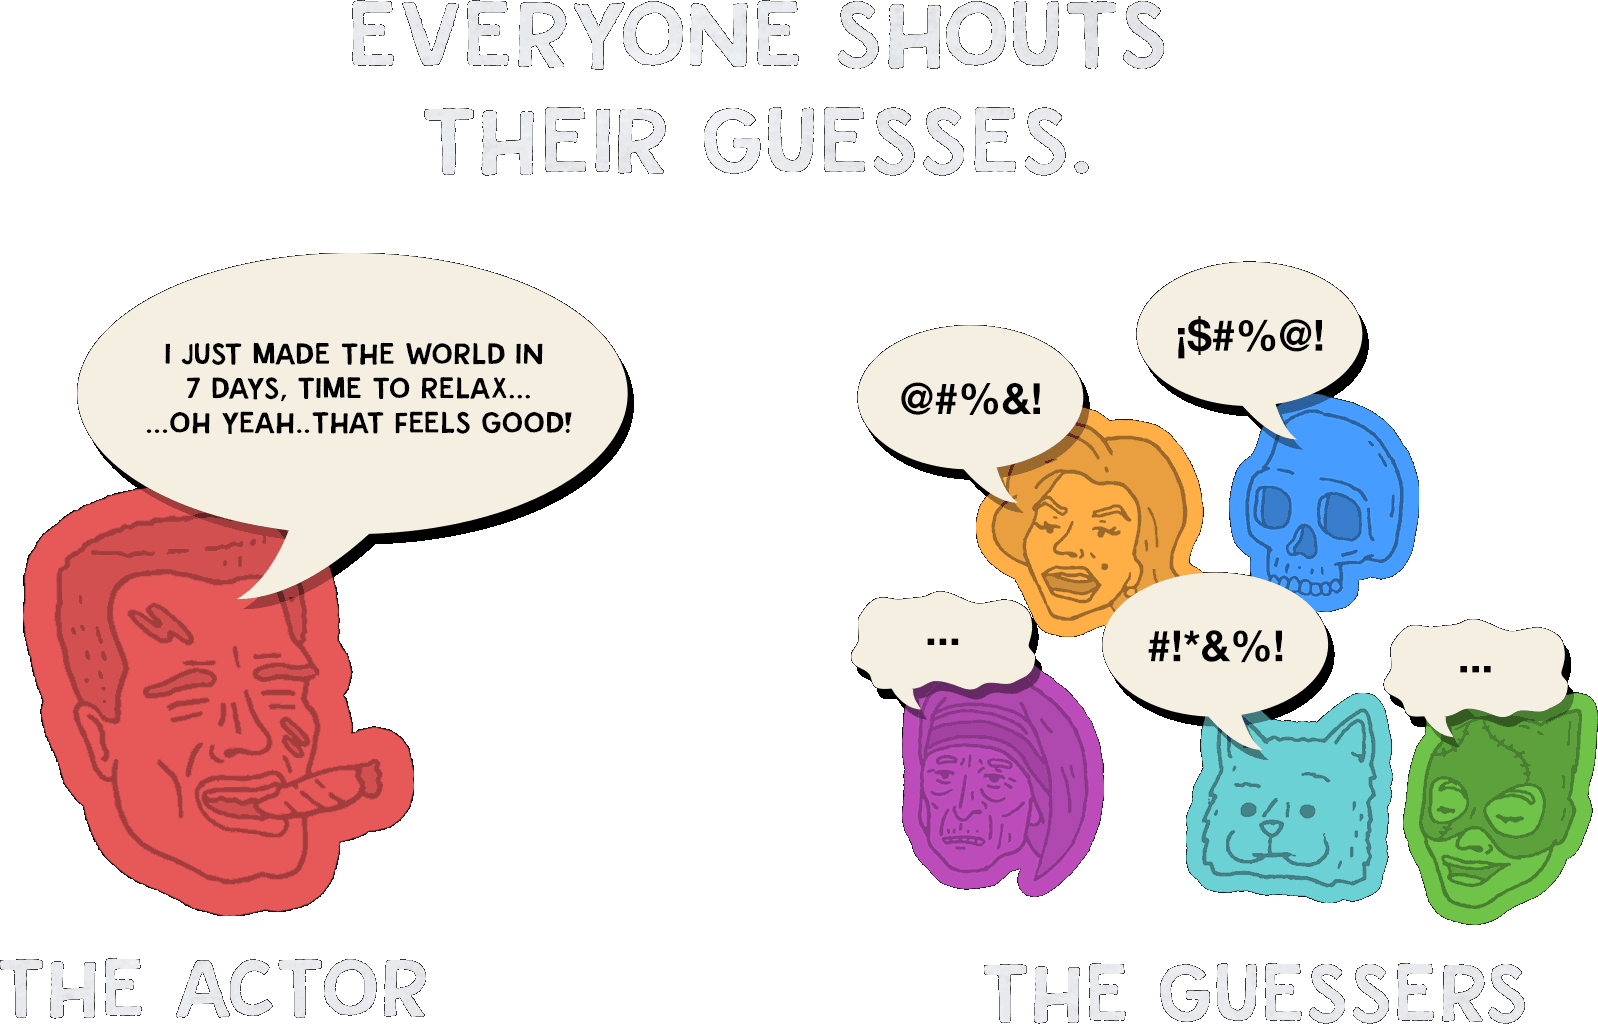 EVERYONE SHOUTS
THEIR GUESSES.
I JUST MADE THE WORLD IN
7 DAYS, TIME TO RELAX...
...OH YEAH..THAT FEELS GOOD!
@#%&!
¡$#%@!
...
#!*&%!
...
THE ACTOR
THE GUESSERS